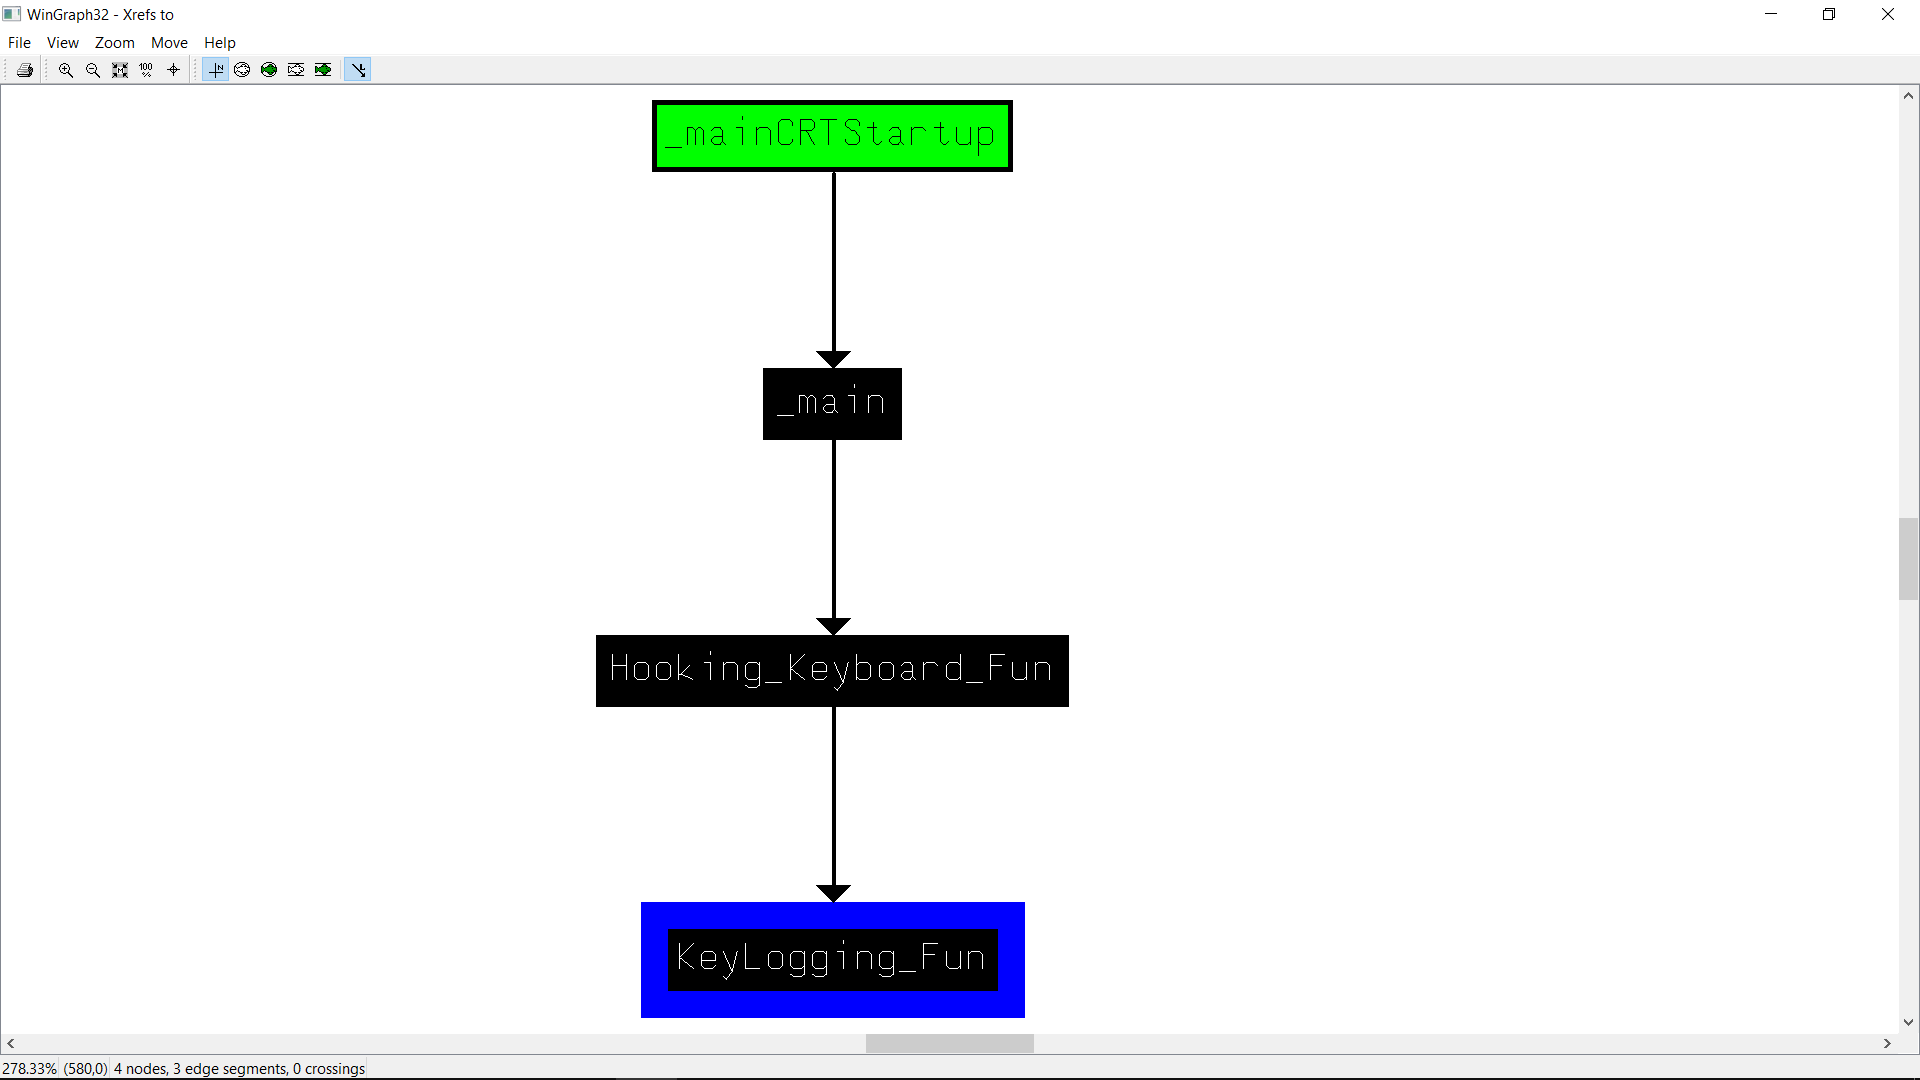 WinGraph32 - Xrefs to
File View Zoom Move Help
100 %
_mainCRTStartup
_main
Hooking_Keyboard_Fun
KeyLogging_Fun
278.33% (580,0) 4 nodes, 3 edge segments, 0 crossings